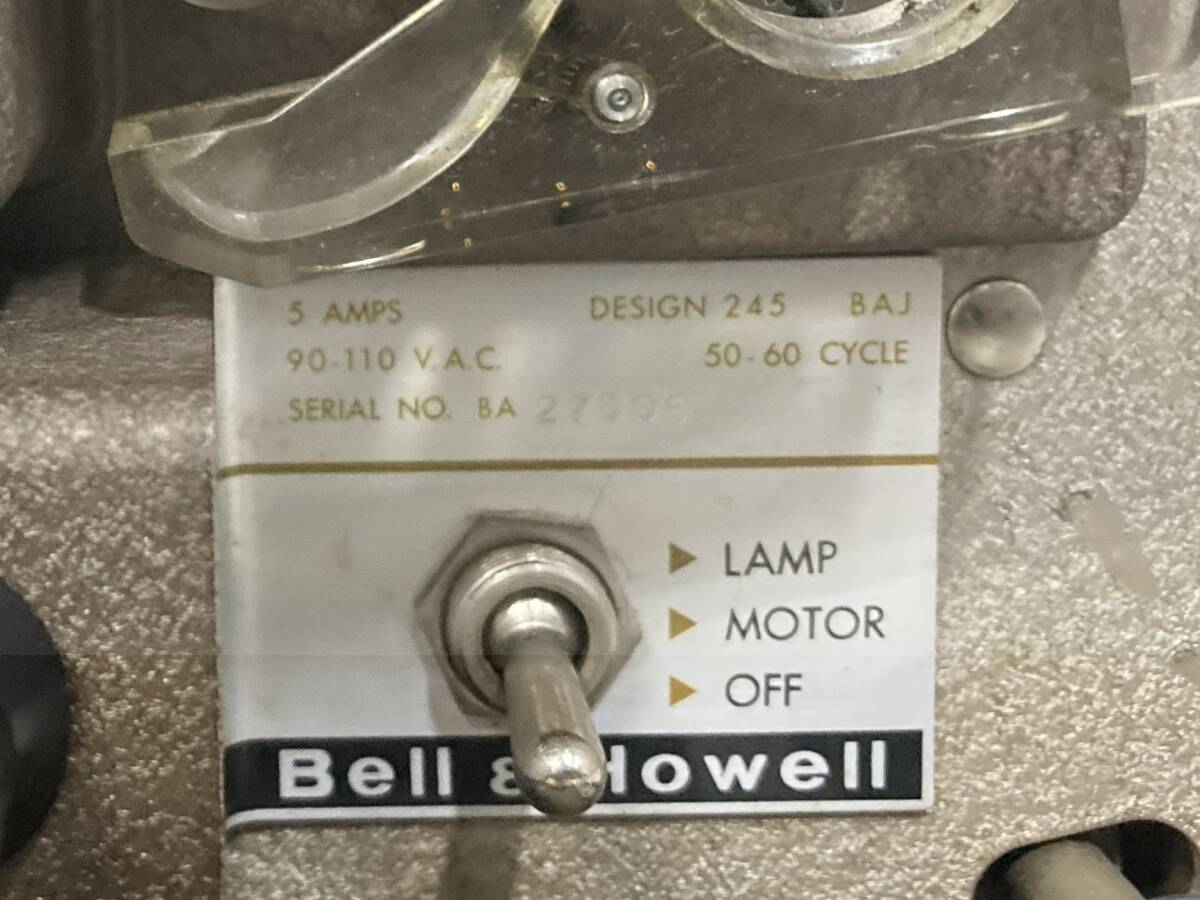 5 AMPS DESIGN 245 BAJ
90-110 V.A.C. 50-60 CYCLE
SERIAL NO. BA
LAMP
MOTOR
OFF
Bell & Howell